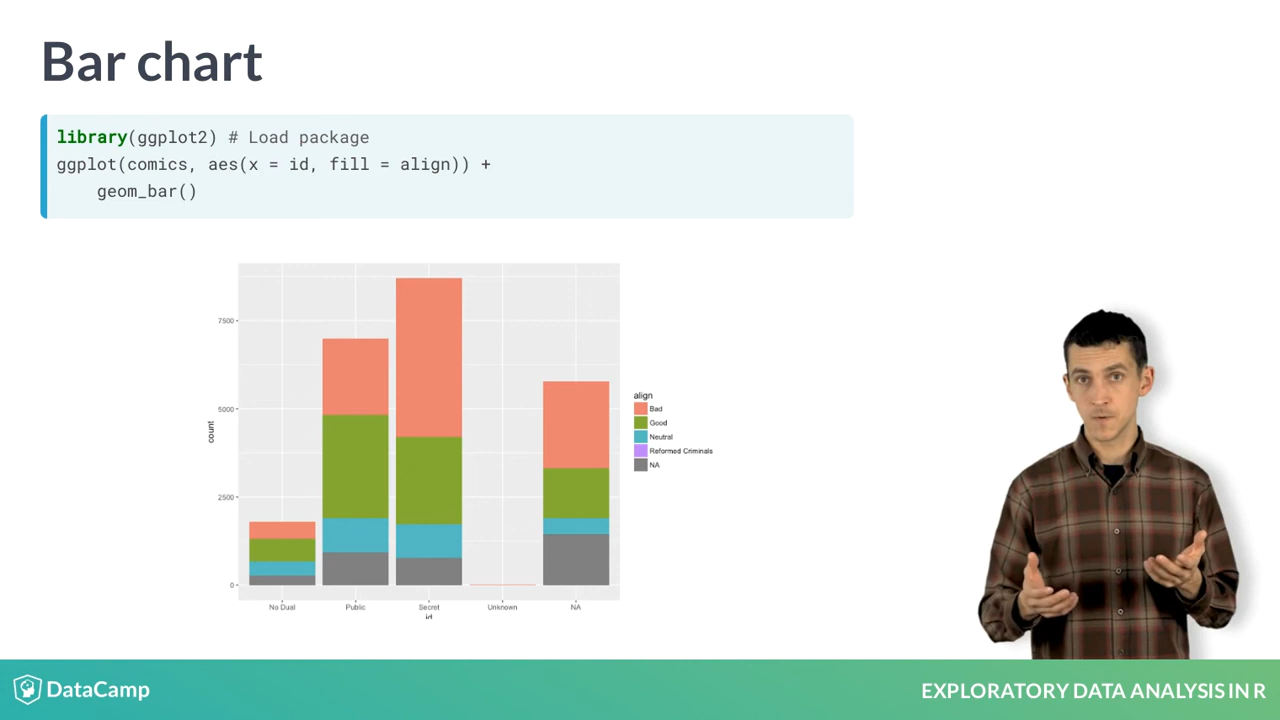 Bar chart
library(ggplot2) # Load package
ggplot(comics, aes(x = id, fill = align)) +
geom_bar()
7500
5000
2500
0
count
No Dual Public Secret Unknown NA
id
align
Bad
Good
Neutral
Reformed Criminals
NA
DataCamp
EXPLORATORY DATA ANALYSIS IN R